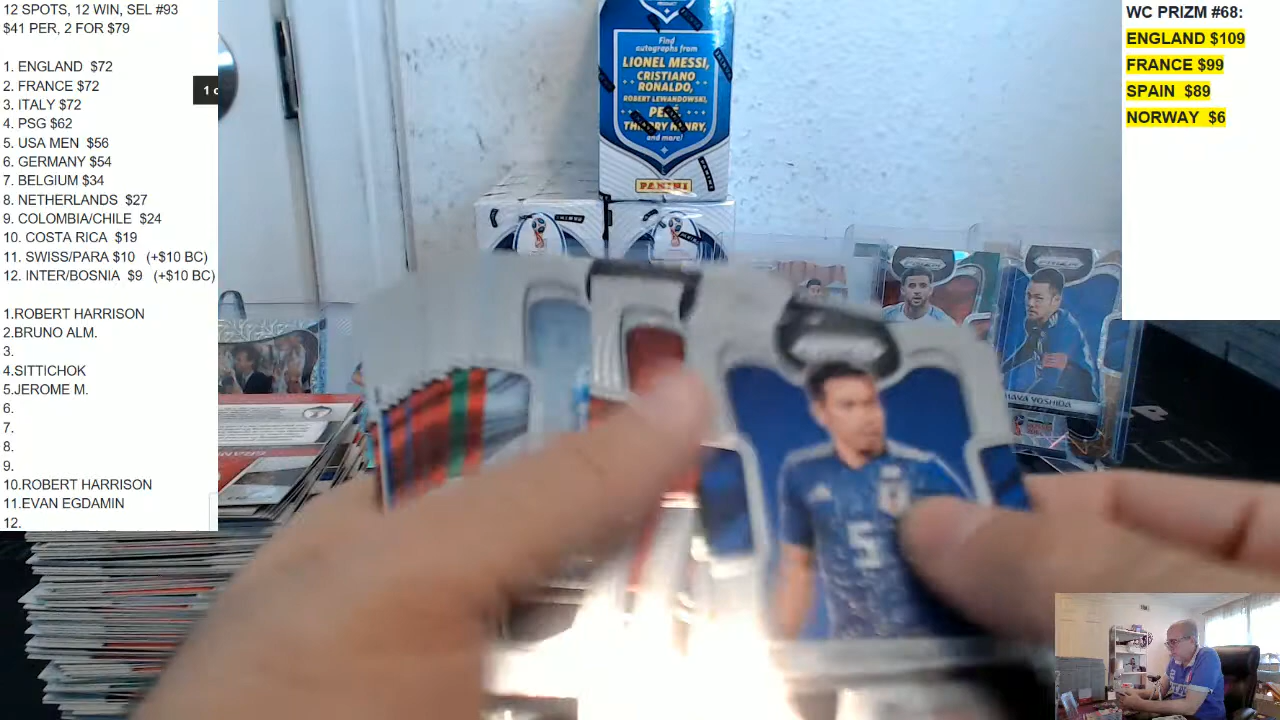 12 SPOTS, 12 WIN, SEL #93
$41 PER, 2 FOR $79
1. ENGLAND $72
2. FRANCE $72
3. ITALY $72
4. PSG $62
5. USA MEN $56
6. GERMANY $54
7. BELGIUM $34
8. NETHERLANDS $27
9. COLOMBIA/CHILE $24
10. COSTA RICA $19
11. SWISS/PARA $10 (+$10 BC)
12. INTER/BOSNIA $9 (+$10 BC)
1.ROBERT HARRISON
2.BRUNO ALM.
3.
4.SITTICHOK
5.JEROME M.
6.
7.
8.
9.
10.ROBERT HARRISON
11.EVAN EGDAMIN
12.
1
PRODUCT
Find
autographs from
LIONEL MESSI,
CRISTIANO
RONALDO,
ROBERT LEWANDOWSKI,
PELÉ,
THIERRY HENRY,
and more!
PANINI
WC PRIZM #68:
ENGLAND $109
FRANCE $99
SPAIN $89
NORWAY $6
YOSHIDA
5